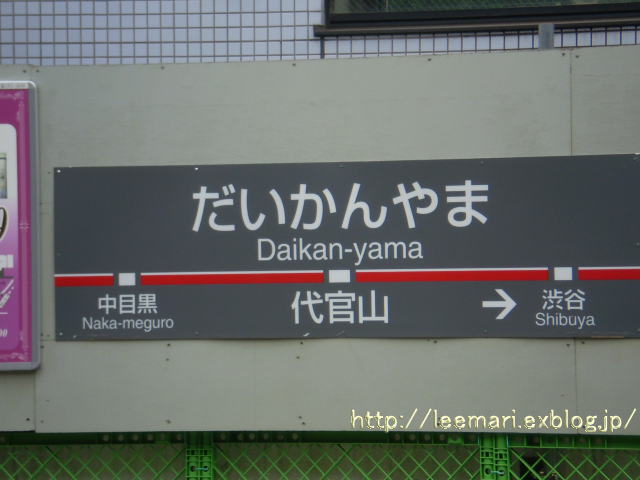 だいかんやま
Daikan-yama
中目黒
Naka-meguro
代官山
→ 渋谷
Shibuya
http://leemari.exblog.jp/